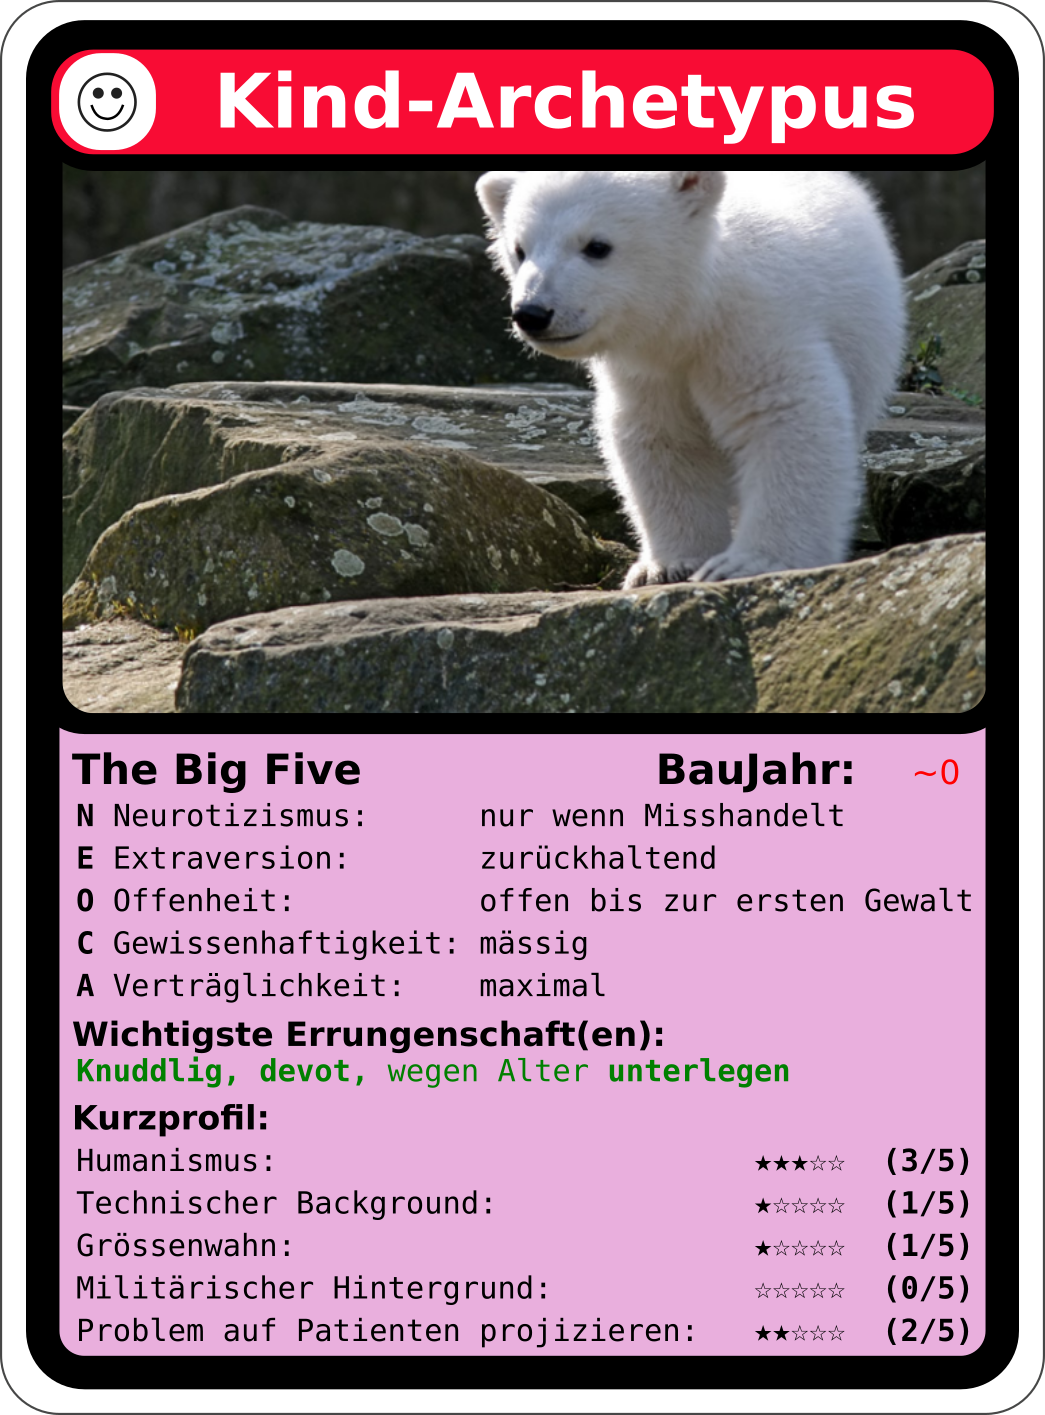 Kind-Archetypus
The Big Five BauJahr: ~0
N Neurotizismus: nur wenn Misshandelt
E Extraversion: zurückhaltend
O Offenheit: offen bis zur ersten Gewalt
C Gewissenhaftigkeit: mässig
A Verträglichkeit: maximal
Wichtigste Errungenschaft(en):
Knuddlig, devot, wegen Alter unterlegen
Kurzprofil:
Humanismus: ★★★☆☆ (3/5)
Technischer Background: ★☆☆☆☆ (1/5)
Grössenwahn: ★☆☆☆☆ (1/5)
Militärischer Hintergrund: ☆☆☆☆☆ (0/5)
Problem auf Patienten projizieren: ★★☆☆☆ (2/5)